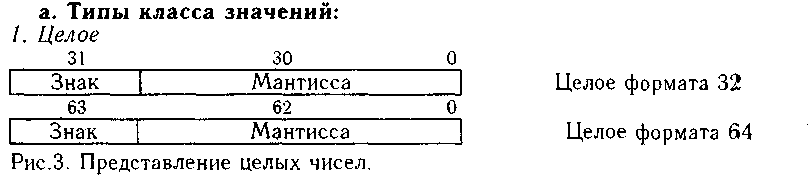 а. Типы класса значений:
1. Целое
31 30 0
Знак Мантисса Целое формата 32
63 62 0
Знак Мантисса Целое формата 64
Рис.3. Представление целых чисел.